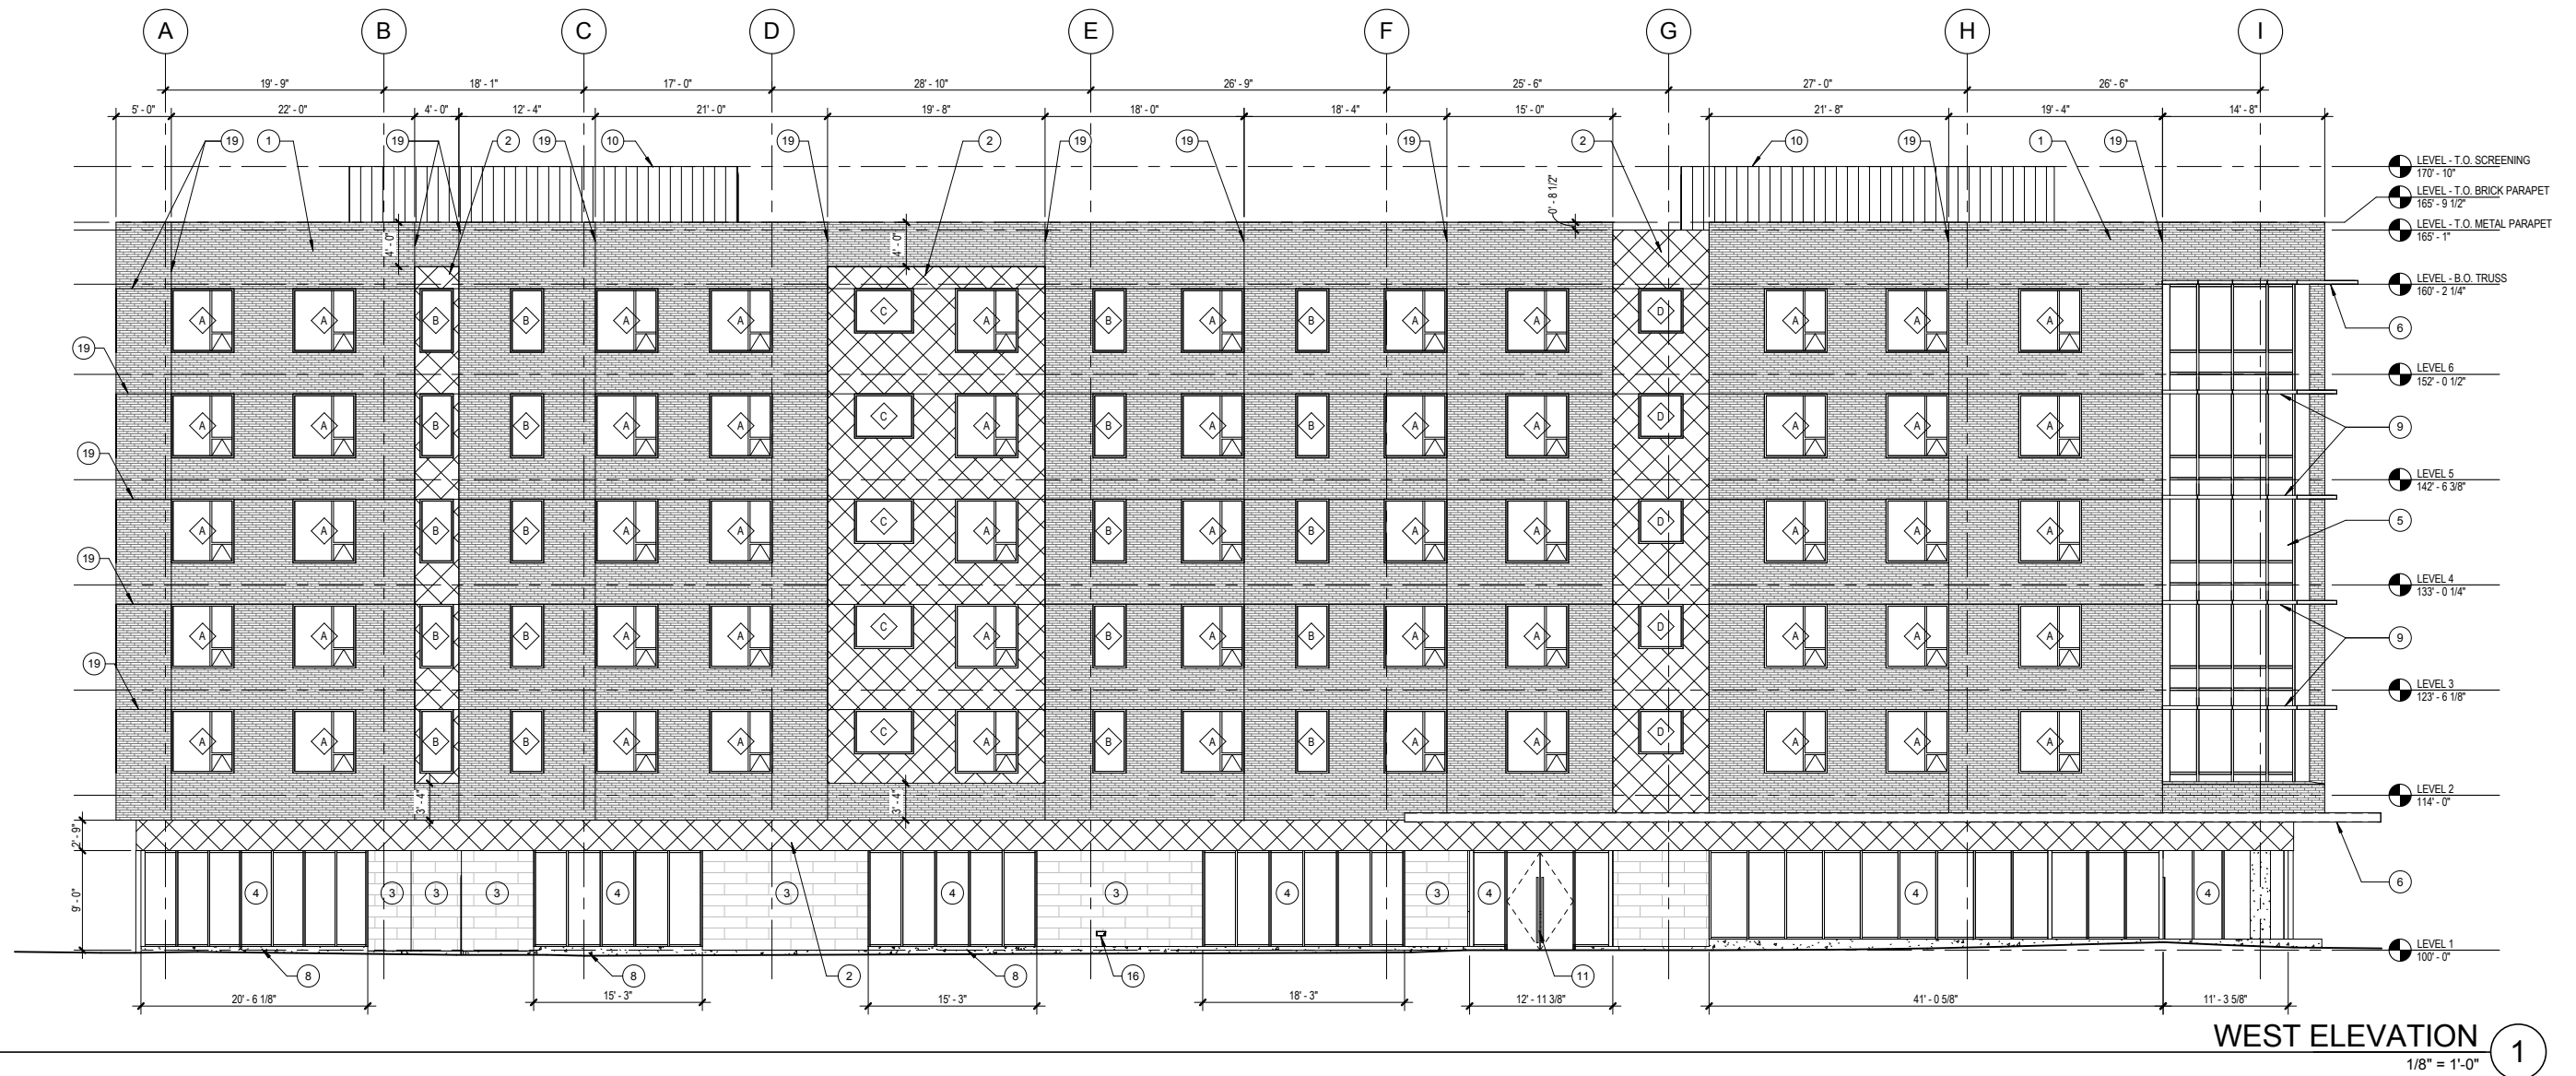 A B C D E F G H I
19' - 9" 18' - 1" 17' - 0" 28' - 10" 26' - 9" 25' - 6" 27' - 0" 26' - 6"
5' - 0" 22' - 0" 4' - 0" 12' - 4" 21' - 0" 19' - 8" 18' - 0" 18' - 4" 15' - 0" 21' - 8" 19' - 4" 14' - 8"
19 1 19 2 19 10 19 2 19 19 19 2 10 19 1 19
LEVEL - T.O. SCREENING
170' - 10"
LEVEL - T.O. BRICK PARAPET
165' - 9 1/2"
0' - 8 1/2"
LEVEL - T.O. METAL PARAPET
165' - 1"
4' - 0" 4' - 0"
LEVEL - B.O. TRUSS
160' - 2 1/4"
A A B B A A C A B A B A A D A A A
6
19
LEVEL 6
152' - 0 1/2"
A A B B A A C A B A B A A D A A A
9
19
LEVEL 5
142' - 6 3/8"
A A B B A A C A B A B A A D A A A
5
19
LEVEL 4
133' - 0 1/4"
A A B B A A C A B A B A A D A A A
9
19
LEVEL 3
123' - 6 1/8"
A A B B A A C A B A B A A D A A A
LEVEL 2
114' - 0"
3' - 4" 3' - 4"
2' - 9"
9' - 0"
4 3 3 3 4 3 4 3 4 3 4 4 4
6
LEVEL 1
100' - 0"
8 8 2 8 16 11
20' - 6 1/8" 15' - 3" 15' - 3" 18' - 3" 12' - 11 3/8" 41' - 0 5/8" 11' - 3 5/8"
WEST ELEVATION 1
1/8" = 1'-0"